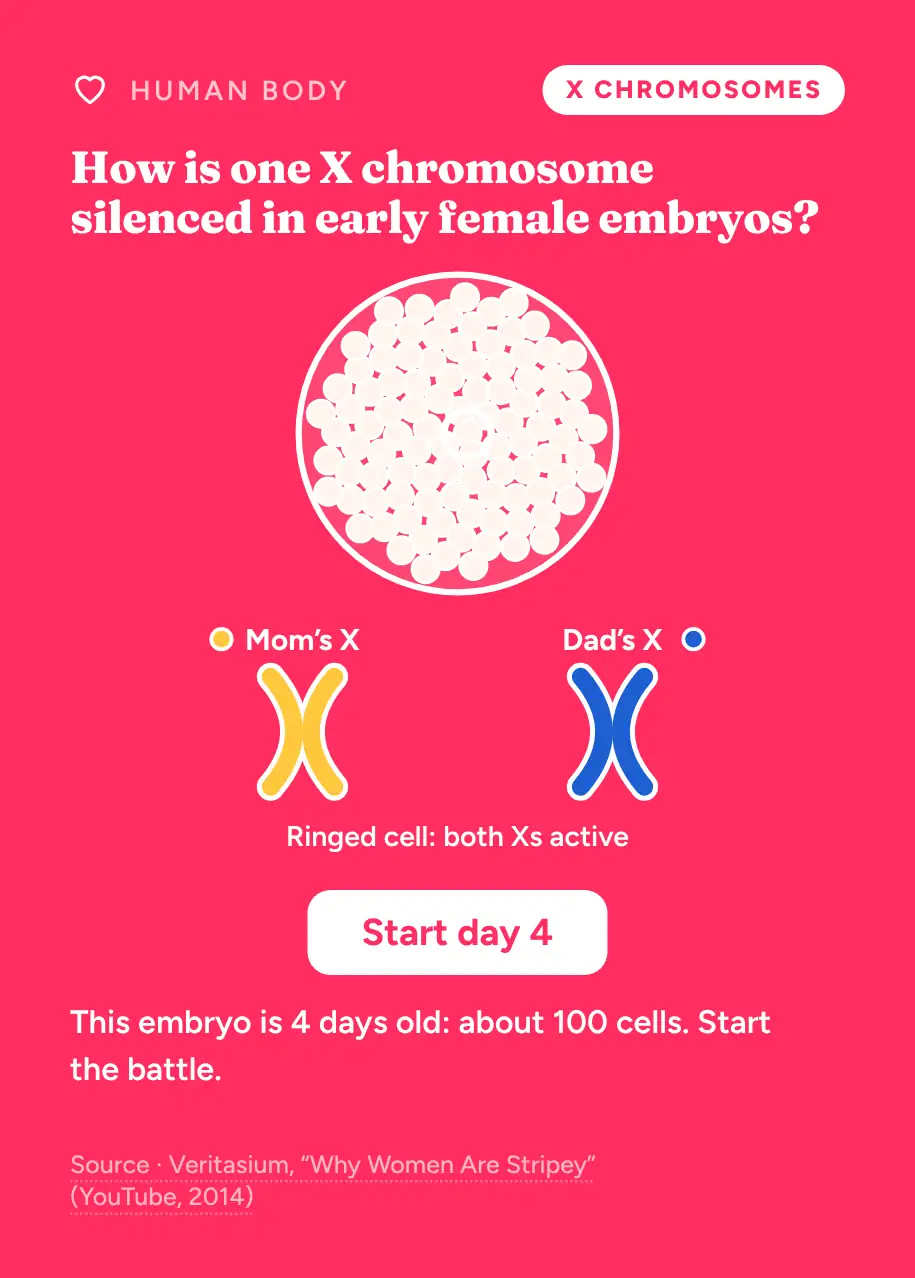 HUMAN BODY
X CHROMOSOMES
How is one X chromosome
silenced in early female embryos?
Mom’s X
Dad’s X
Ringed cell: both Xs active
Start day 4
This embryo is 4 days old: about 100 cells. Start
the battle.
Source · Veritasium, “Why Women Are Stripey”
(YouTube, 2014)